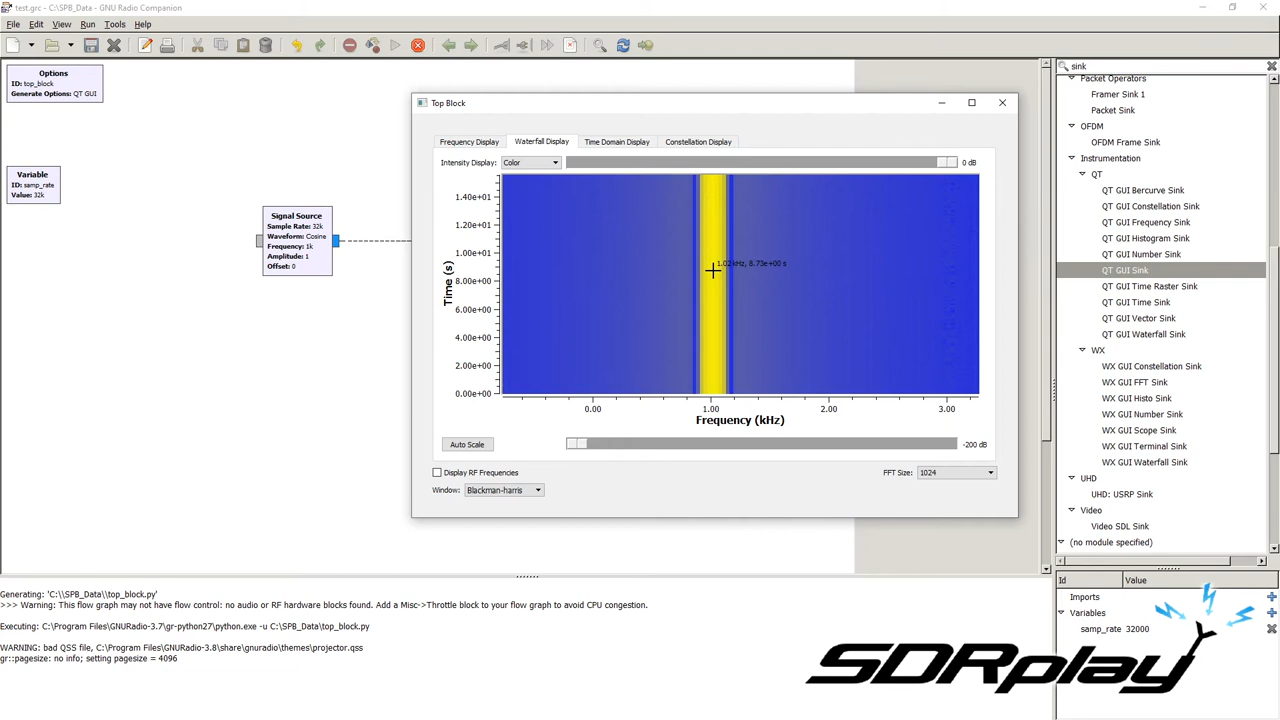 test.grc - C:\SPB_Data - GNU Radio Companion
File Edit View Run Tools Help
Options
ID: top_block
Generate Options: QT GUI
Variable
ID: samp_rate
Value: 32k
Signal Source
Sample Rate: 32k
Waveform: Cosine
Frequency: 1k
Amplitude: 1
Offset: 0
Top Block
Frequency Display Waterfall Display Time Domain Display Constellation Display
Intensity Display: Color 0 dB
1.40e+01
1.20e+01
1.00e+01
8.00e+00
6.00e+00
4.00e+00
2.00e+00
0.00e+00
Time (s)
1.02 kHz, 8.73e+00 s
0.00 1.00 2.00 3.00
Frequency (kHz)
Auto Scale -200 dB
Display RF Frequencies FFT Size: 1024
Window: Blackman-harris
sink
Packet Operators
Framer Sink 1
Packet Sink
OFDM
OFDM Frame Sink
Instrumentation
QT
QT GUI Bercurve Sink
QT GUI Constellation Sink
QT GUI Frequency Sink
QT GUI Histogram Sink
QT GUI Number Sink
QT GUI Sink
QT GUI Time Raster Sink
QT GUI Time Sink
QT GUI Vector Sink
QT GUI Waterfall Sink
WX
WX GUI Constellation Sink
WX GUI FFT Sink
WX GUI Histo Sink
WX GUI Number Sink
WX GUI Scope Sink
WX GUI Terminal Sink
WX GUI Waterfall Sink
UHD
UHD: USRP Sink
Video
Video SDL Sink
(no module specified)
Id Value
Imports
Variables
samp_rate 32000
Generating: 'C:\\SPB_Data\\top_block.py'
>>> Warning: This flow graph may not have flow control: no audio or RF hardware blocks found. Add a Misc->Throttle block to your flow graph to avoid CPU congestion.
Executing: C:\Program Files\GNURadio-3.7\gr-python27\python.exe -u C:\SPB_Data\top_block.py
WARNING: bad QSS file, C:\Program Files\GNURadio-3.8\share\gnuradio\themes\projector.qss
gr::pagesize: no info; setting pagesize = 4096
SDRplay